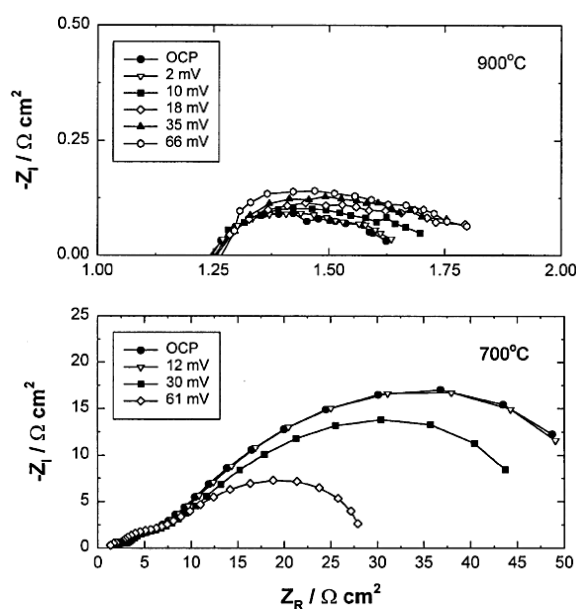 0.50
OCP
2 mV
10 mV
18 mV
35 mV
66 mV
900°C
0.25
-Z_I / Ω cm²
0.00
1.00 1.25 1.50 1.75 2.00
25
OCP
12 mV
30 mV
61 mV
700°C
20
15
10
5
0
-Z_I / Ω cm²
0 5 10 15 20 25 30 35 40 45 50
Z_R / Ω cm²